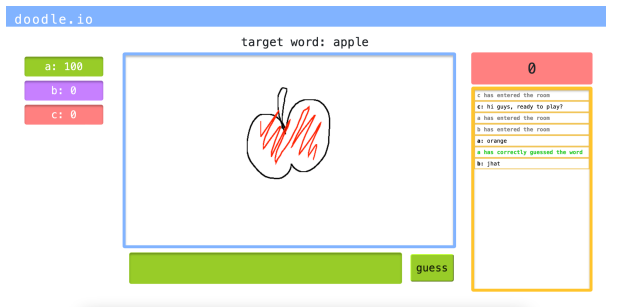 doodle.io
target word: apple
a: 100
b: 0
c: 0
0
c has entered the room
c: hi guys, ready to play?
a has entered the room
b has entered the room
a: orange
a has correctly guessed the word
b: jhat
guess